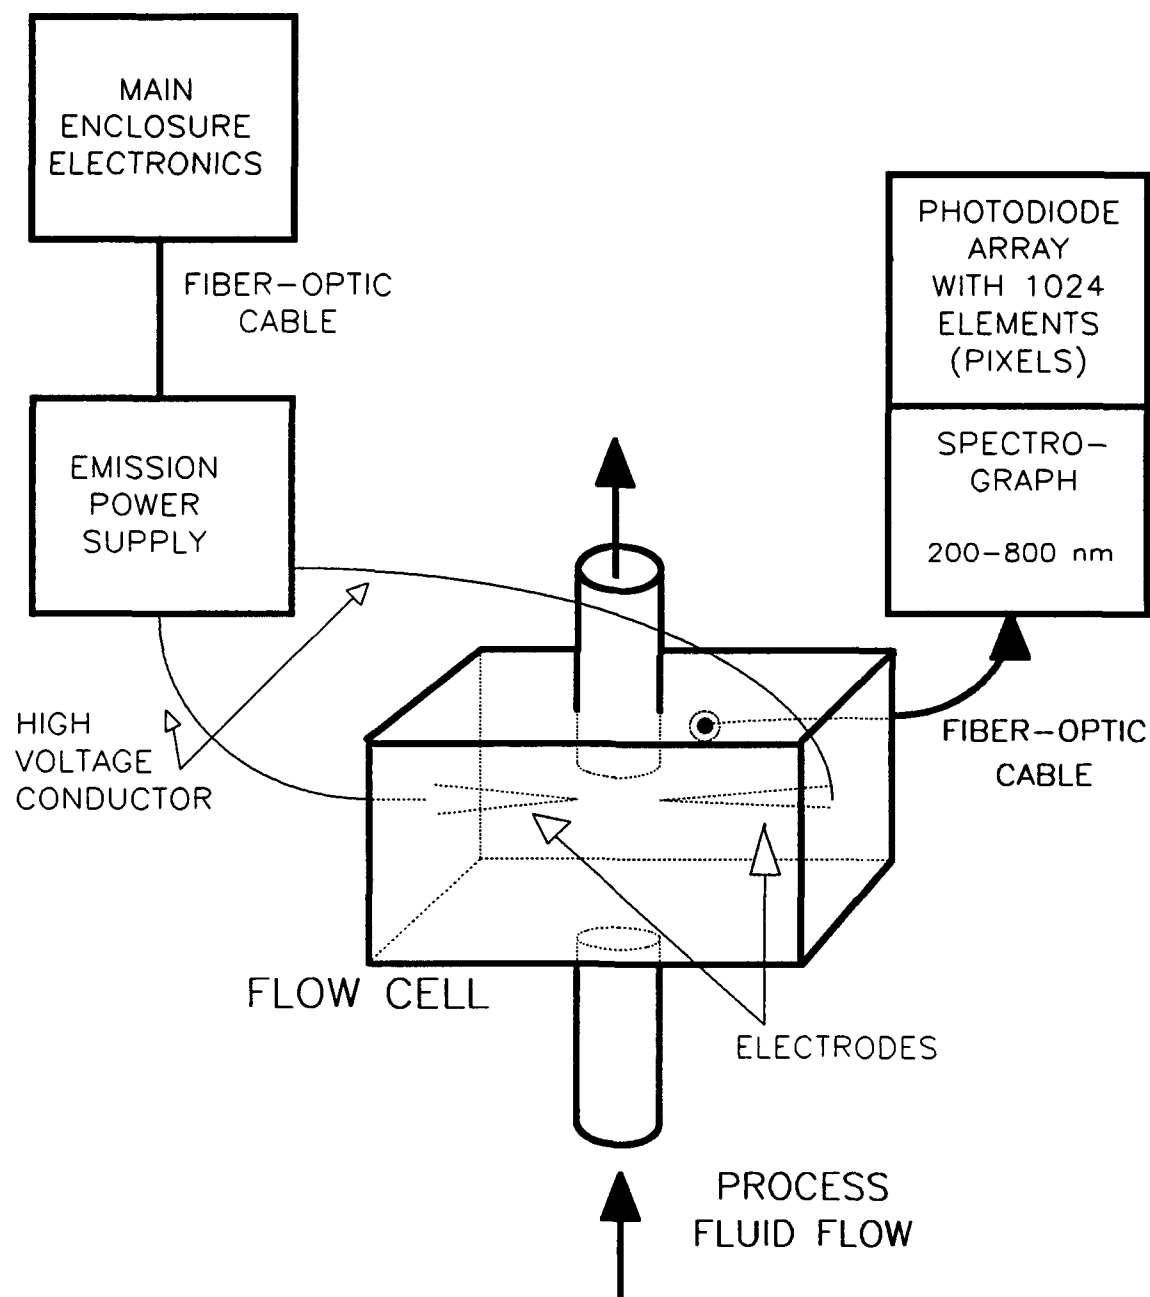 MAIN
ENCLOSURE
ELECTRONICS
FIBER-OPTIC
CABLE
EMISSION
POWER
SUPPLY
PHOTODIODE
ARRAY
WITH 1024
ELEMENTS
(PIXELS)
SPECTRO-
GRAPH
200-800 nm
HIGH
VOLTAGE
CONDUCTOR
FIBER-OPTIC
CABLE
FLOW CELL
ELECTRODES
PROCESS
FLUID FLOW